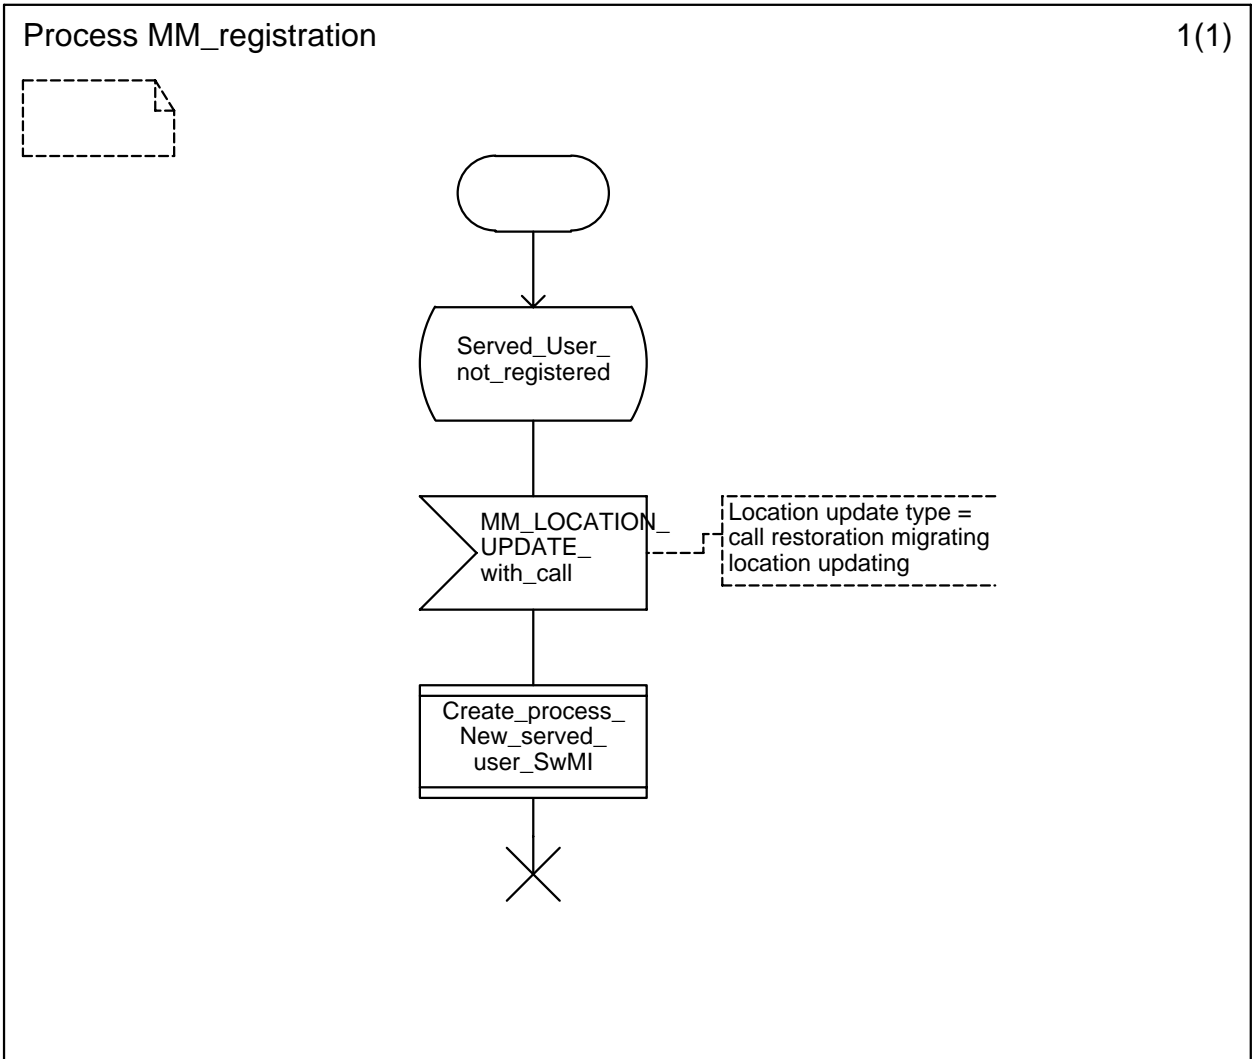 Process MM_registration
1(1)
Served_User_
not_registered
MM_LOCATION_
UPDATE_
with_call
Location update type =
call restoration migrating
location updating
Create_process_
New_served_
user_SwMI